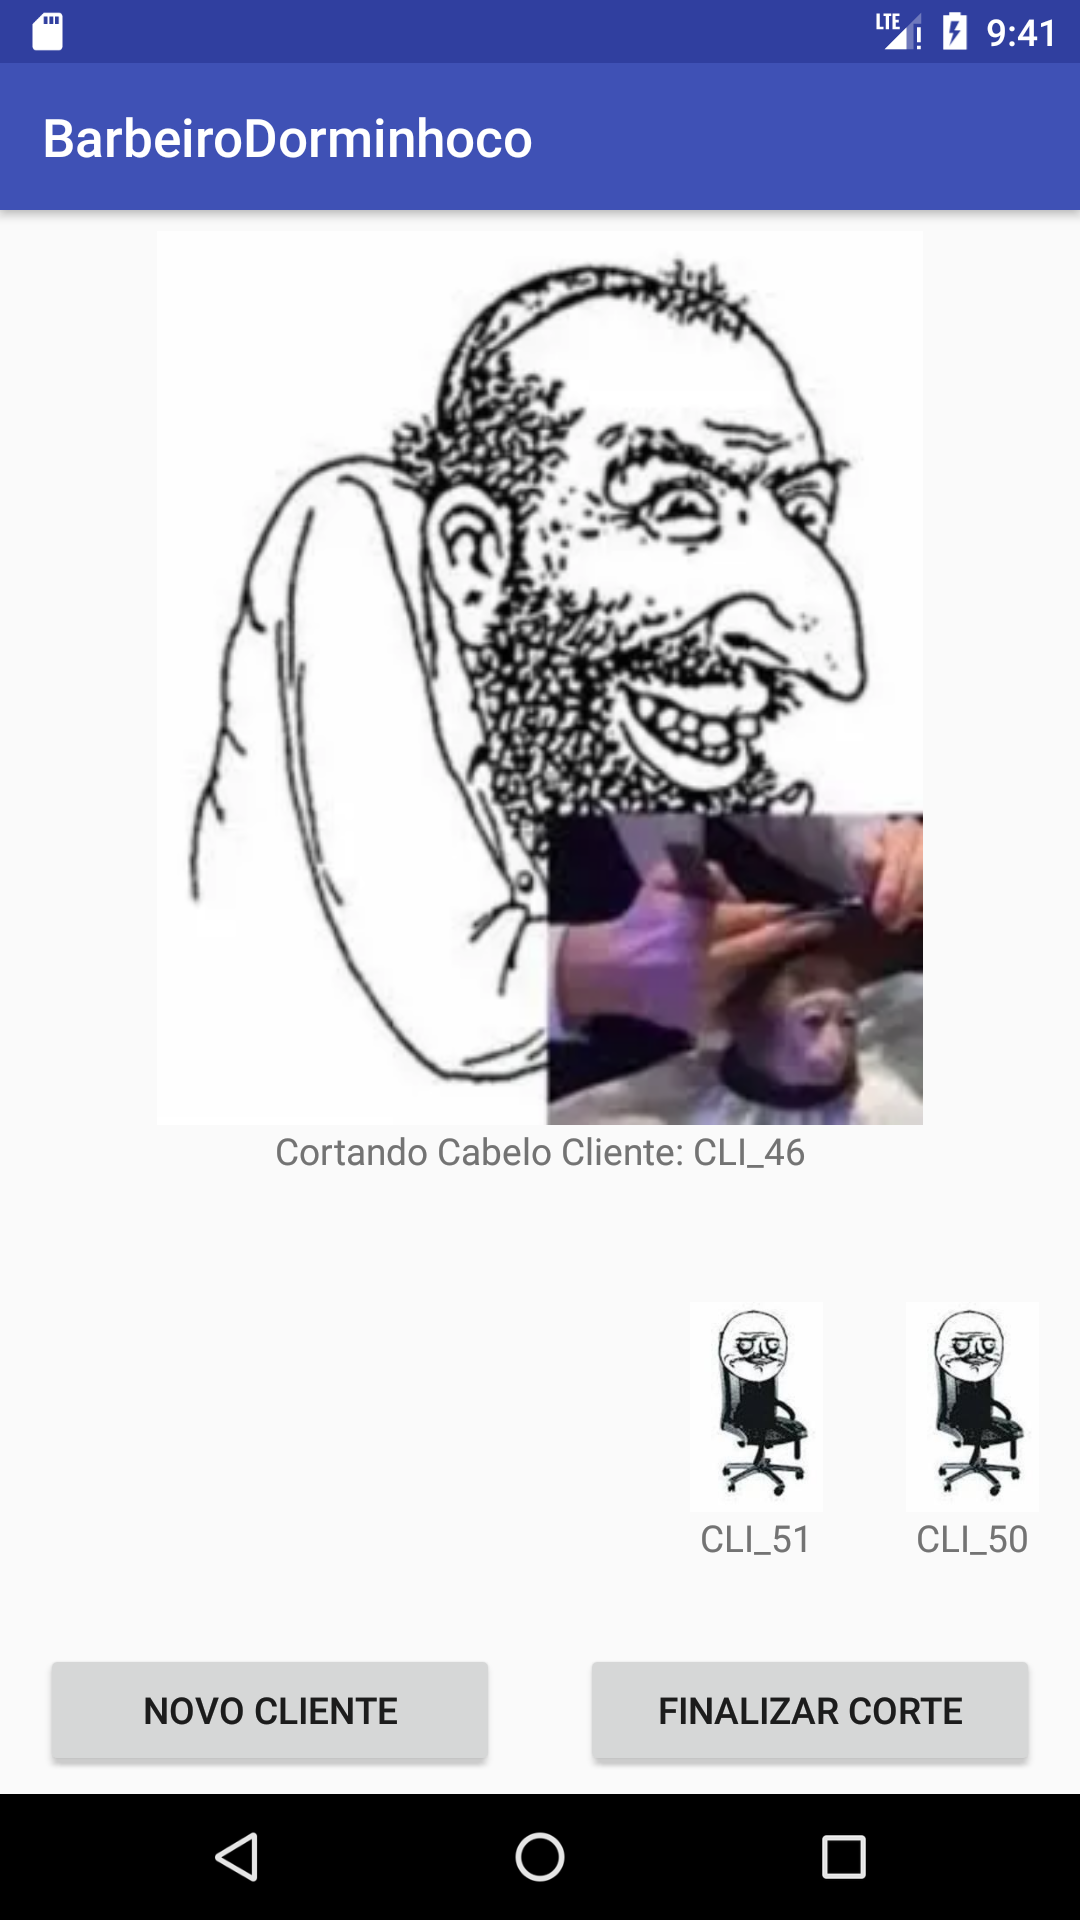 LTE 9:41
BarbeiroDorminhoco
Cortando Cabelo Cliente: CLI_46
CLI_51 CLI_50
NOVO CLIENTE FINALIZAR CORTE